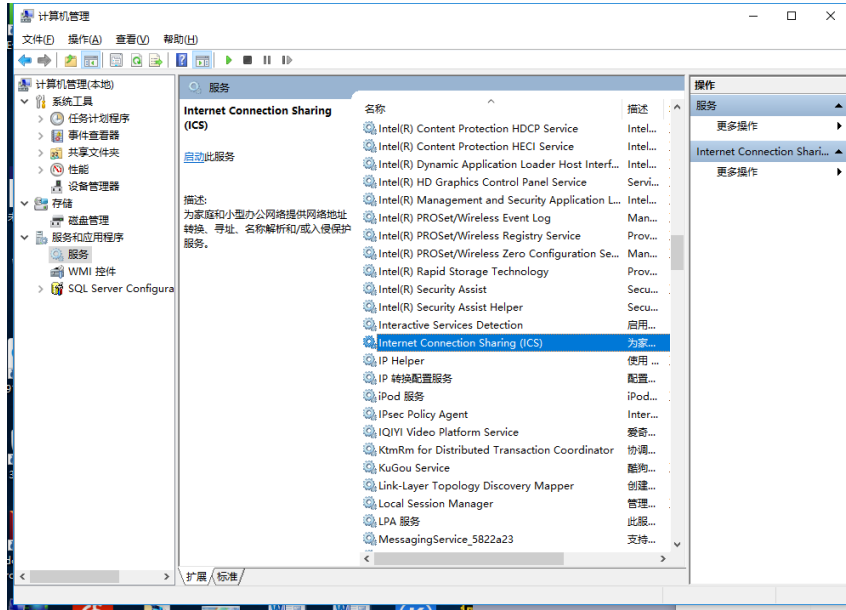 计算机管理
文件(F) 操作(A) 查看(V) 帮助(H)
计算机管理(本地)
系统工具
任务计划程序
事件查看器
共享文件夹
性能
设备管理器
存储
磁盘管理
服务和应用程序
服务
WMI 控件
SQL Server Configura
服务
Internet Connection Sharing
(ICS)
启动此服务
描述:
为家庭和小型办公网络提供网络地址
转换、寻址、名称解析和/或入侵保护
服务。
名称 描述
Intel(R) Content Protection HDCP Service Intel...
Intel(R) Content Protection HECI Service Intel...
Intel(R) Dynamic Application Loader Host Interf... Intel...
Intel(R) HD Graphics Control Panel Service Servi...
Intel(R) Management and Security Application L... Intel...
Intel(R) PROSet/Wireless Event Log Man...
Intel(R) PROSet/Wireless Registry Service Prov...
Intel(R) PROSet/Wireless Zero Configuration Se... Man...
Intel(R) Rapid Storage Technology Prov...
Intel(R) Security Assist Secu...
Intel(R) Security Assist Helper Secu...
Interactive Services Detection 启用...
Internet Connection Sharing (ICS) 为家...
IP Helper 使用 ...
IP 转换配置服务 配置...
iPod 服务 iPod...
IPsec Policy Agent Inter...
IQIYI Video Platform Service 爱奇...
KtmRm for Distributed Transaction Coordinator 协调...
KuGou Service 酷狗...
Link-Layer Topology Discovery Mapper 创建...
Local Session Manager 管理...
LPA 服务 此服...
MessagingService_5822a23 支持...
扩展 标准
操作
服务
更多操作
Internet Connection Shari...
更多操作